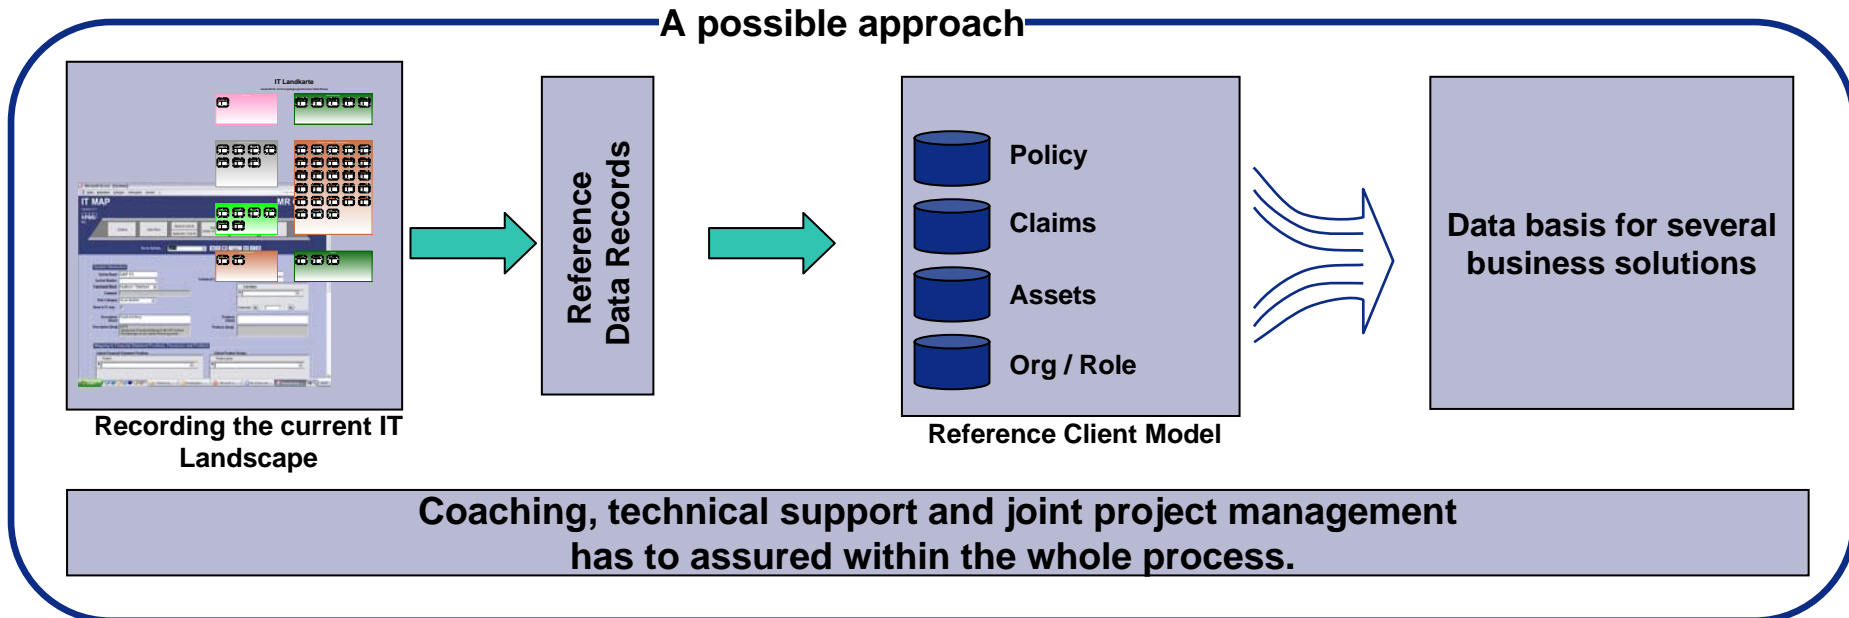 A possible approach
IT Landkarte
IT MAP
MR
Recording the current IT
Landscape
Reference
Data Records
Policy
Claims
Assets
Org / Role
Reference Client Model
Data basis for several
business solutions
Coaching, technical support and joint project management
has to assured within the whole process.